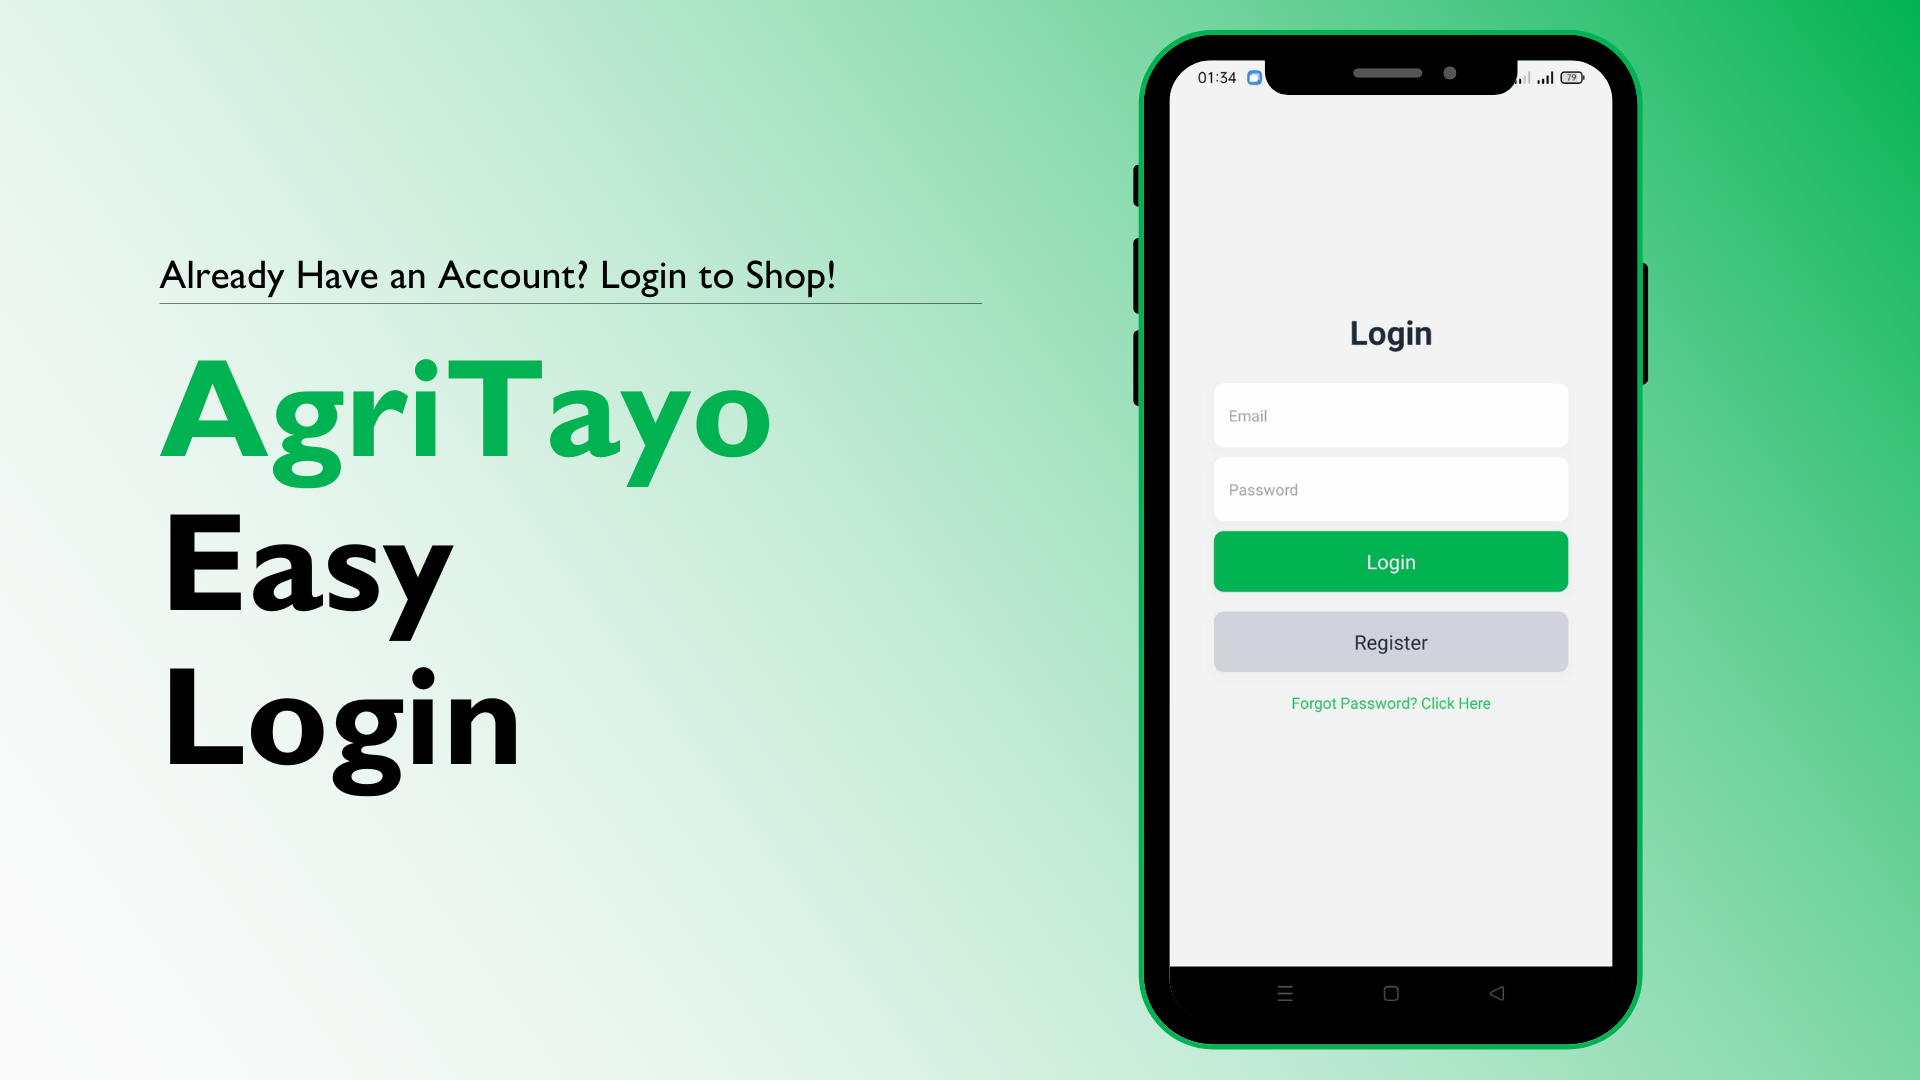 Already Have an Account? Login to Shop!
AgriTayo
Easy
Login
01:34
79
Login
Email
Password
Login
Register
Forgot Password? Click Here